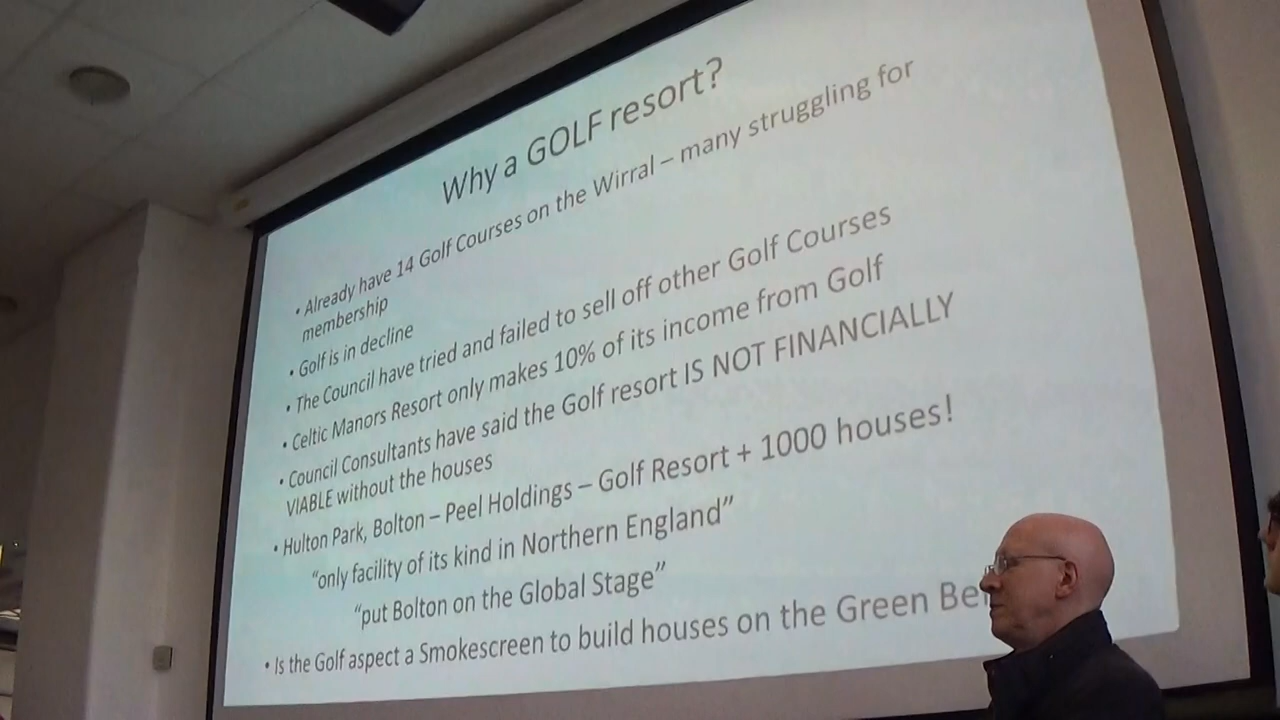 Why a GOLF resort?
• Already have 14 Golf Courses on the Wirral – many struggling for
membership
• Golf is in decline
• The Council have tried and failed to sell off other Golf Courses
• Celtic Manors Resort only makes 10% of its income from Golf
• Council Consultants have said the Golf resort IS NOT FINANCIALLY
VIABLE without the houses
• Hulton Park, Bolton – Peel Holdings – Golf Resort + 1000 houses!
“only facility of its kind in Northern England”
“put Bolton on the Global Stage”
• Is the Golf aspect a Smokescreen to build houses on the Green